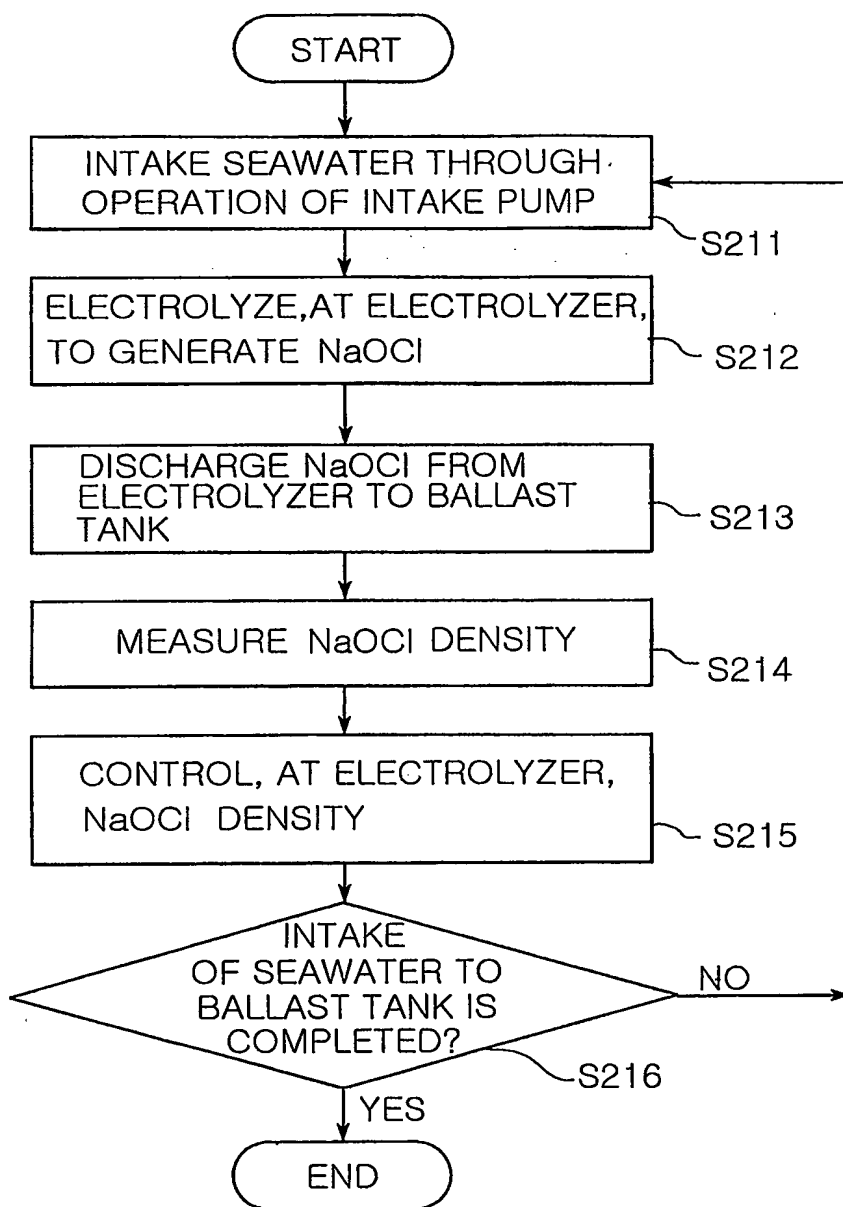 START
INTAKE SEAWATER THROUGH
OPERATION OF INTAKE PUMP
S211
ELECTROLYZE, AT ELECTROLYZER,
TO GENERATE NaOCl
S212
DISCHARGE NaOCl FROM
ELECTROLYZER TO BALLAST
TANK
S213
MEASURE NaOCl DENSITY
S214
CONTROL, AT ELECTROLYZER,
NaOCl DENSITY
S215
INTAKE
OF SEAWATER TO
BALLAST TANK IS
COMPLETED?
NO
S216
YES
END